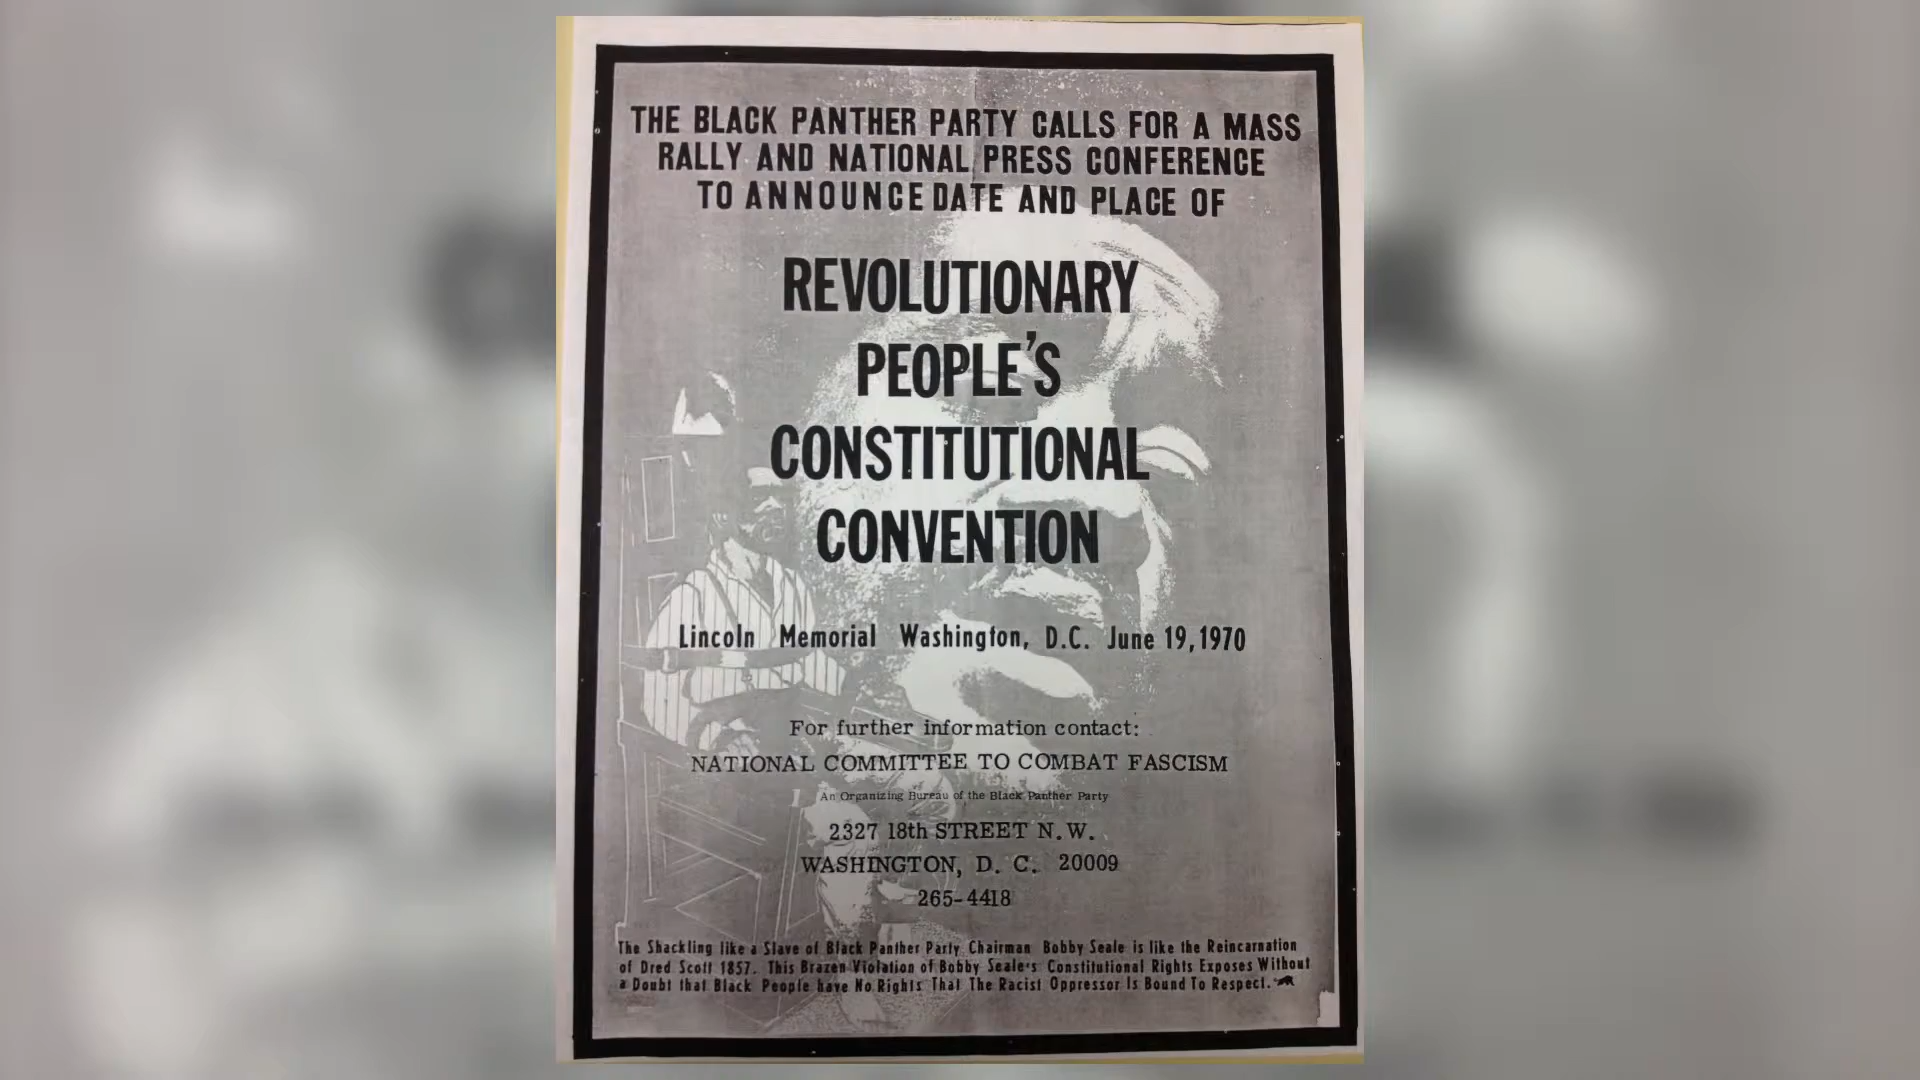 THE BLACK PANTHER PARTY CALLS FOR A MASS
RALLY AND NATIONAL PRESS CONFERENCE
TO ANNOUNCE DATE AND PLACE OF
REVOLUTIONARY
PEOPLE'S
CONSTITUTIONAL
CONVENTION
Lincoln Memorial Washington, D.C. June 19, 1970
For further information contact:
NATIONAL COMMITTEE TO COMBAT FASCISM
An Organizing Bureau of the Black Panther Party
2327 18th STREET N.W.
WASHINGTON, D. C. 20009
265-4418
The Shackling like a Slave of Black Panther Party Chairman Bobby Seale is like the Reincarnation
of Dred Scott 1857. This Brazen Violation of Bobby Seale's Constitutional Rights Exposes Without
a Doubt that Black People have No Rights That The Racist Oppressor Is Bound To Respect.